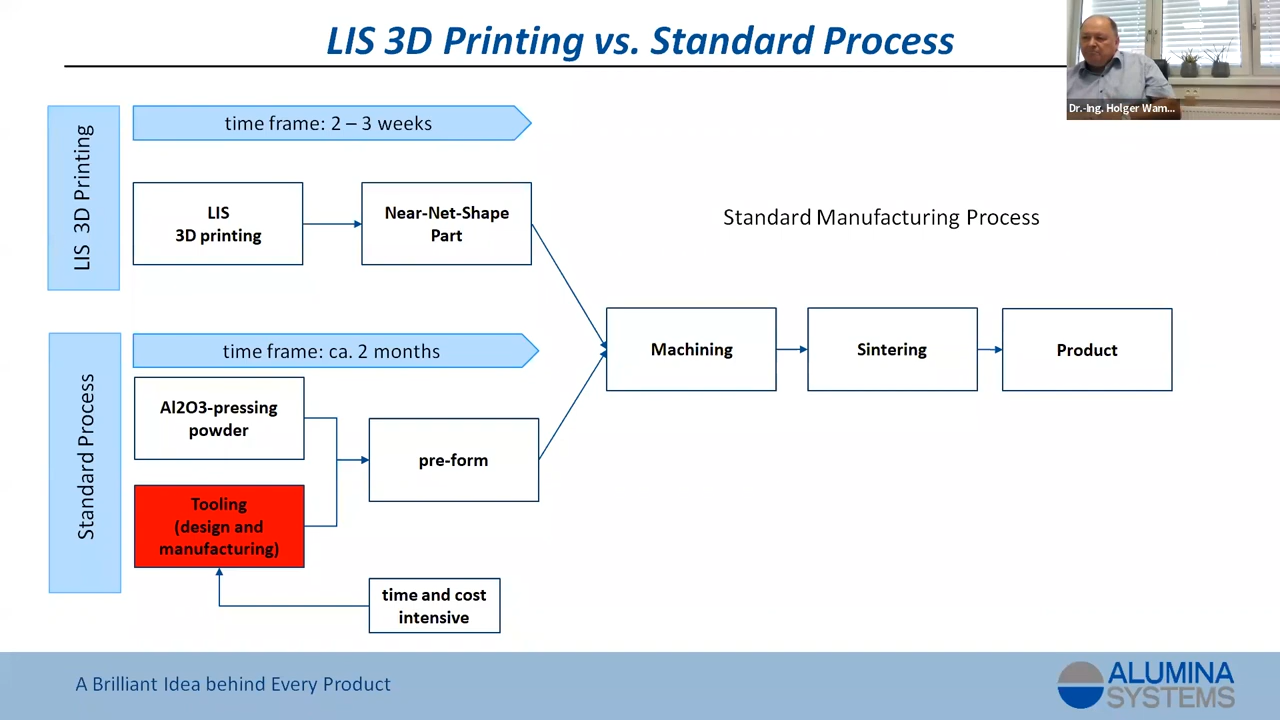 LIS 3D Printing vs. Standard Process
Dr.-Ing. Holger Wam...
LIS 3D Printing
time frame: 2 – 3 weeks
LIS
3D printing
Near-Net-Shape
Part
Standard Manufacturing Process
Standard Process
time frame: ca. 2 months
Al2O3-pressing
powder
Tooling
(design and
manufacturing)
pre-form
time and cost
intensive
Machining
Sintering
Product
A Brilliant Idea behind Every Product
ALUMINA
SYSTEMS